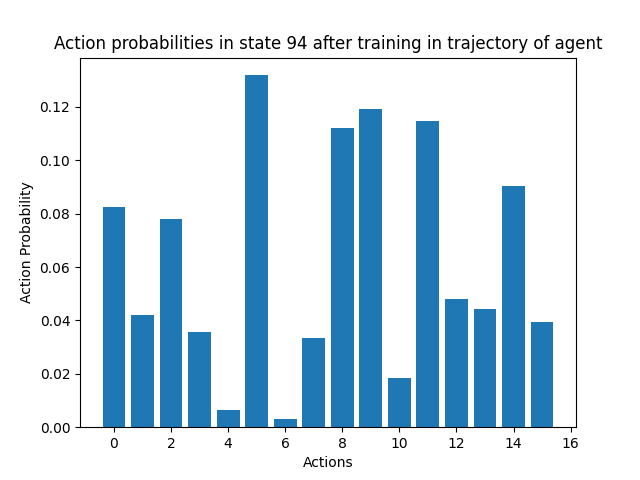 Action probabilities in state 94 after training in trajectory of agent
Action Probability
0.12
0.10
0.08
0.06
0.04
0.02
0.00
0 2 4 6 8 10 12 14 16
Actions